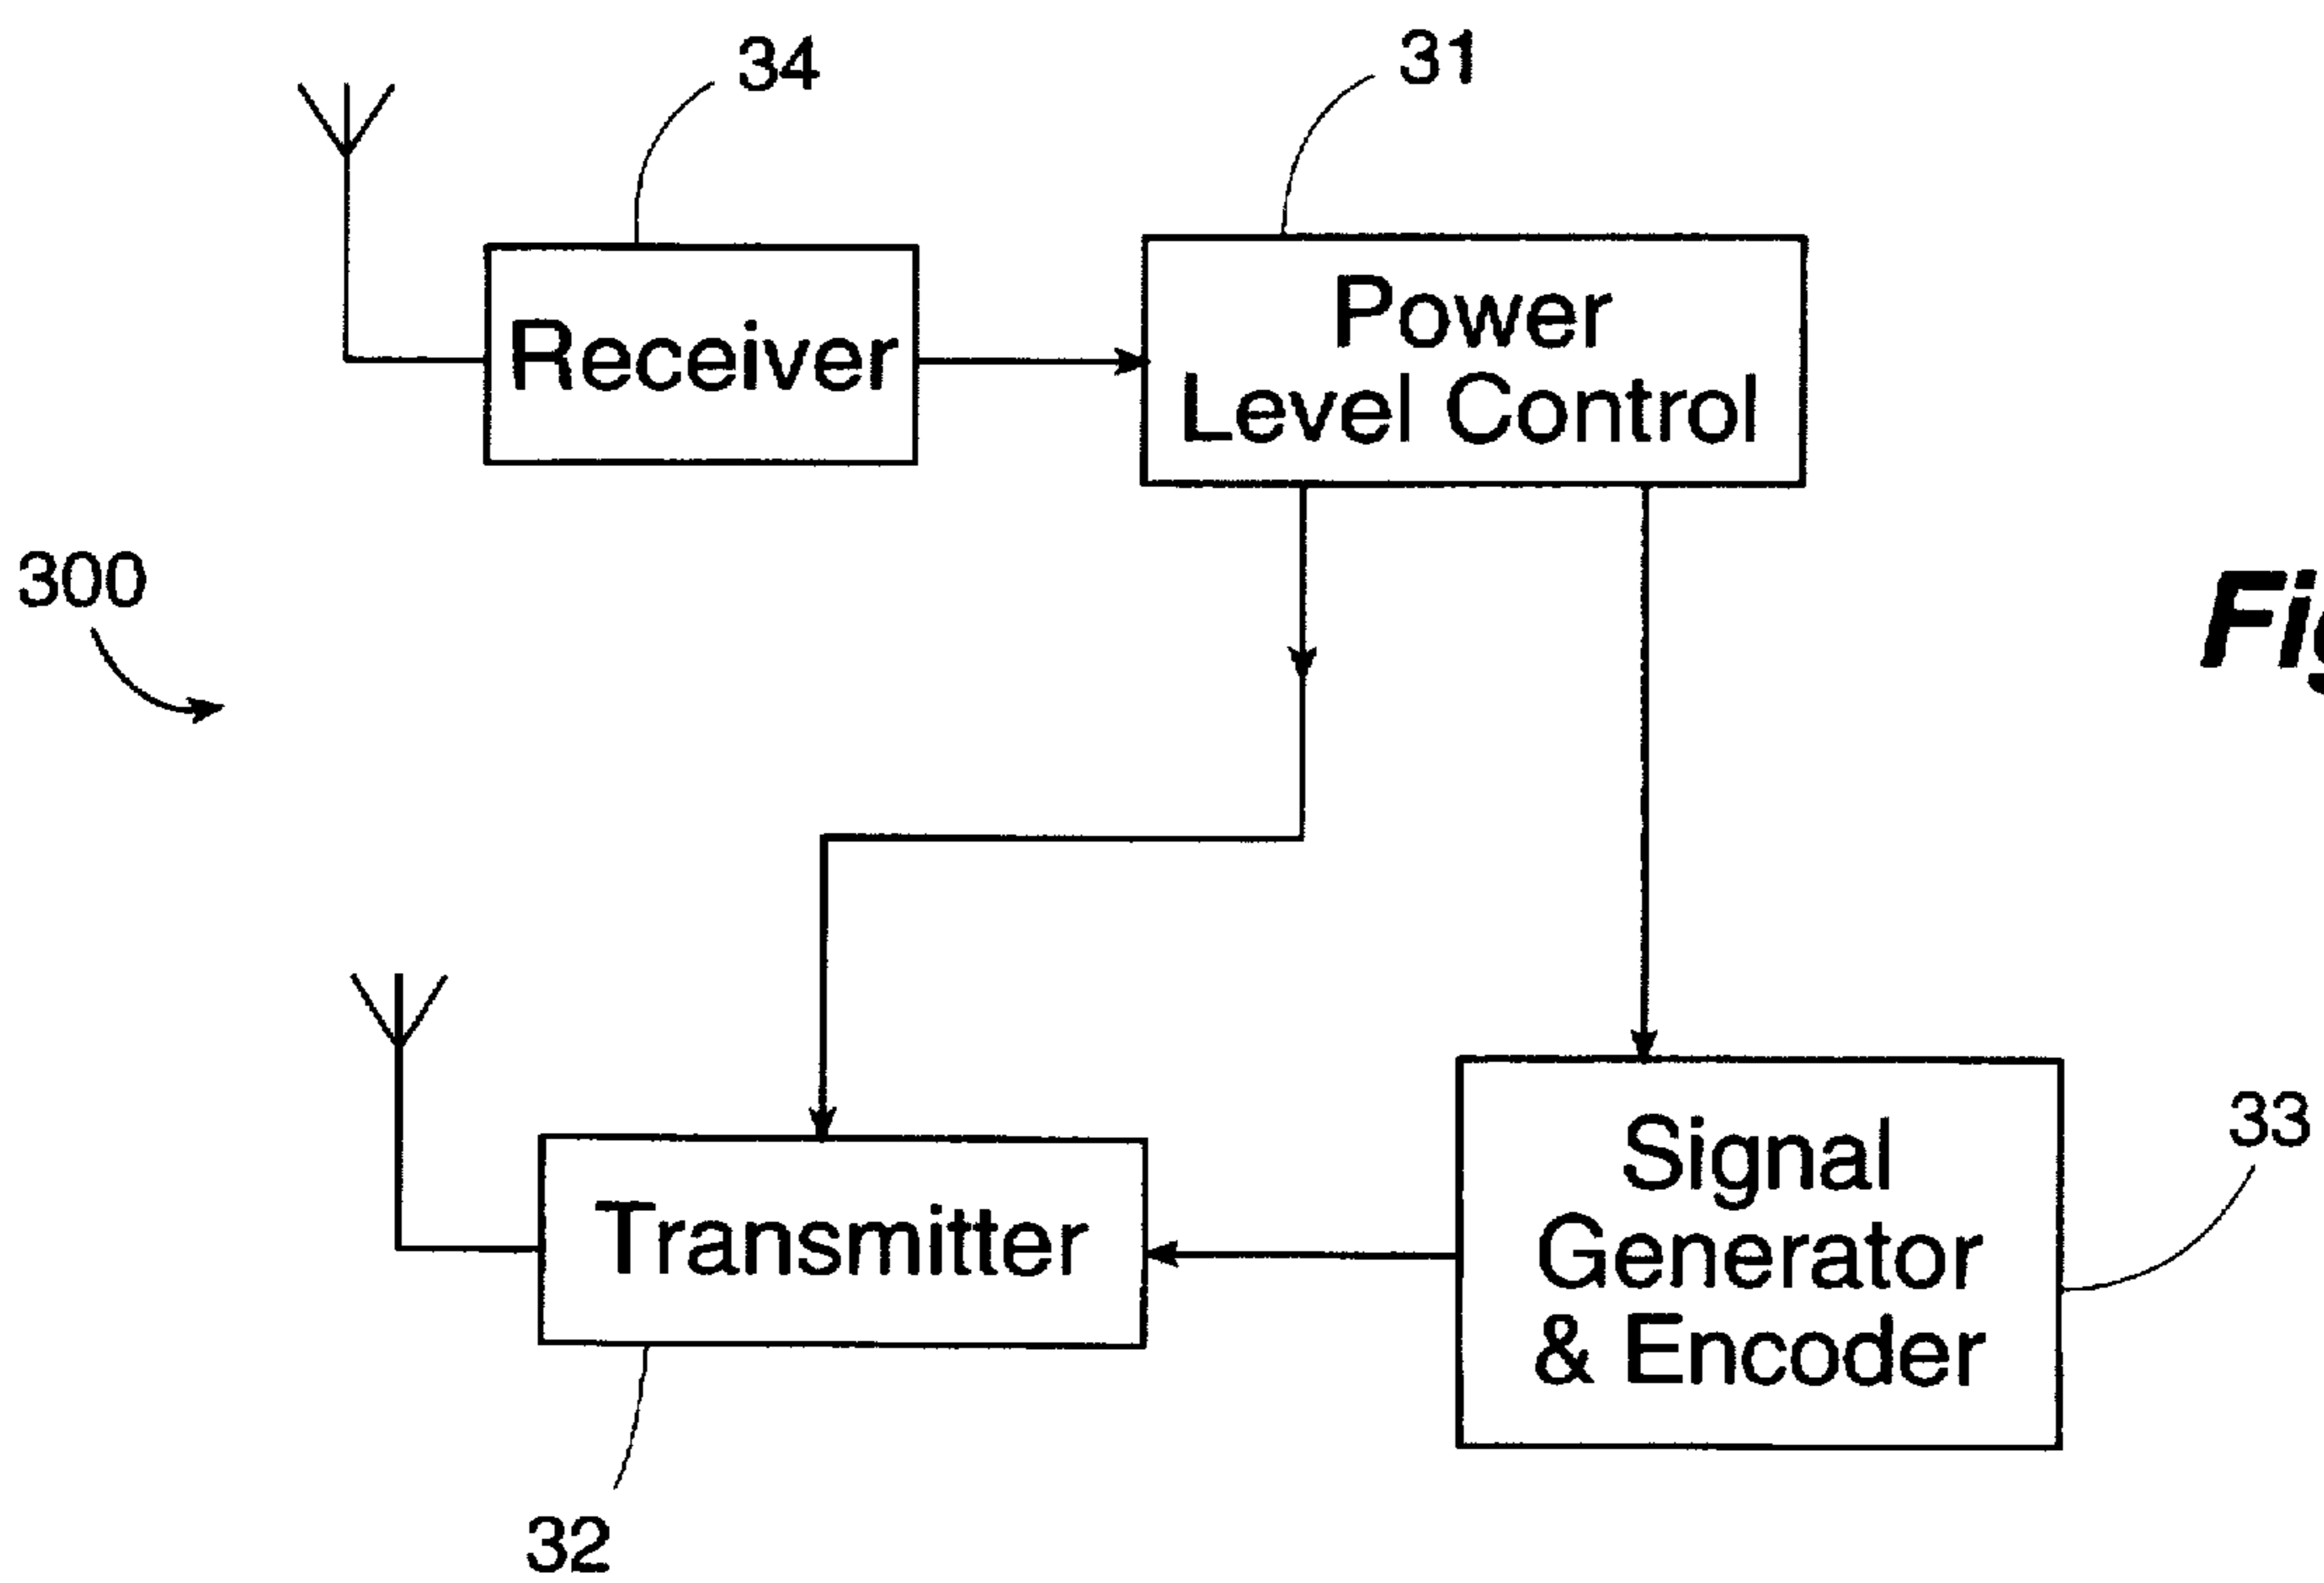 34
31
Receiver
Power
Level Control
300
33
Signal
Generator
& Encoder
Transmitter
32